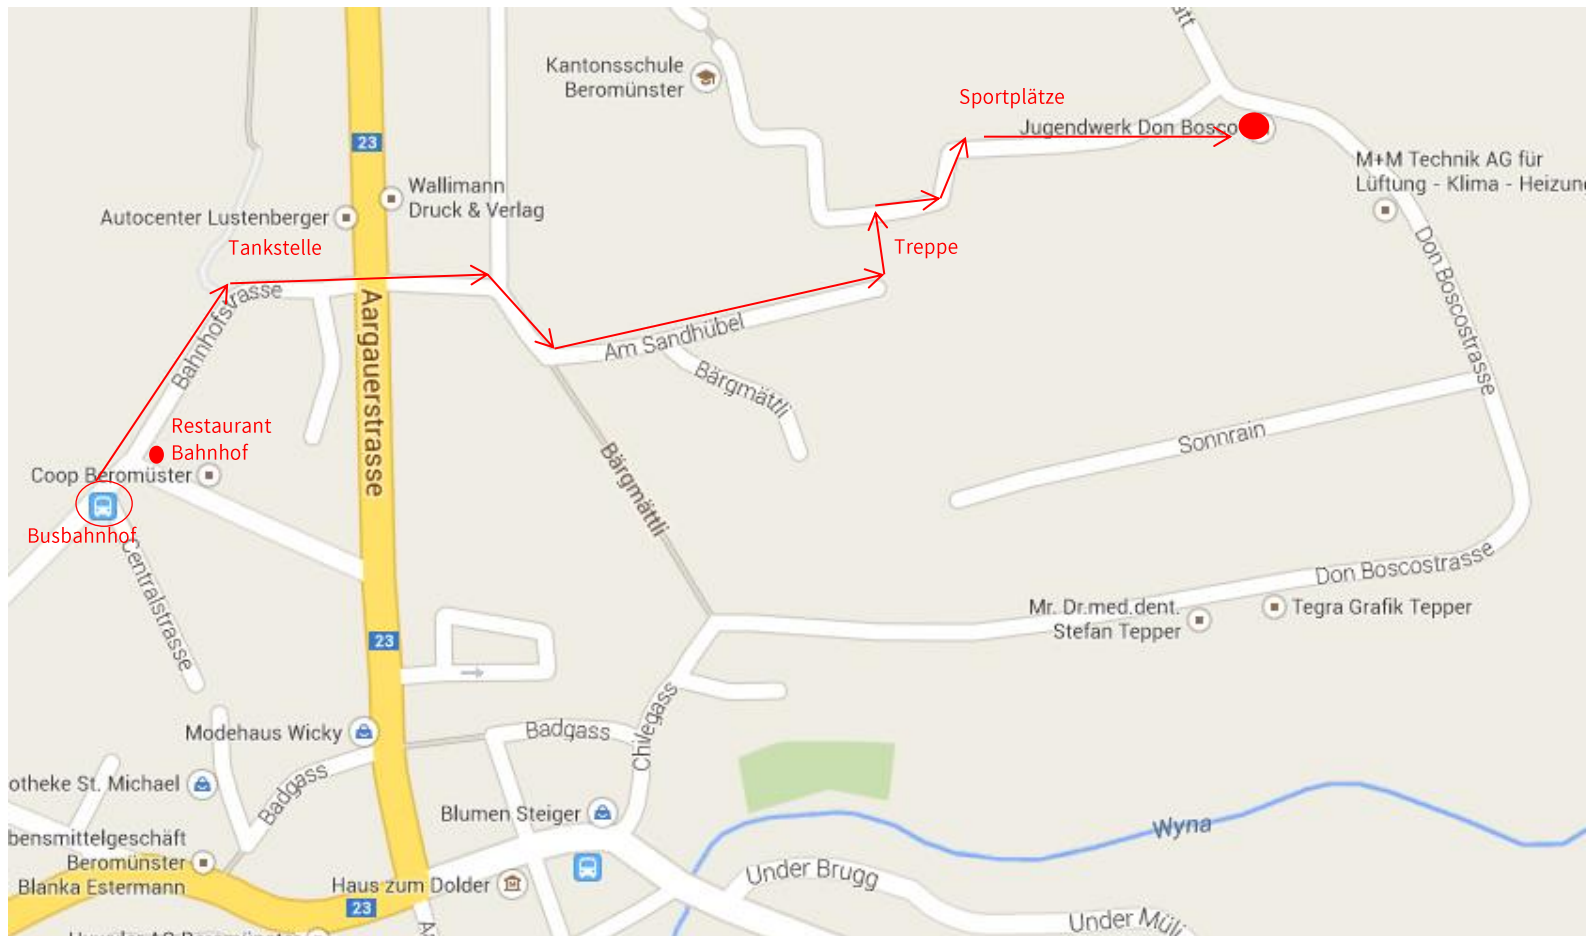 att
Kantonsschule
Beromünster
Sportplätze
Jugendwerk Don Bosco
23
M+M Technik AG für
Lüftung - Klima - Heizun
Wallimann
Druck & Verlag
Autocenter Lustenberger
Tankstelle
Treppe
Don Boscostrasse
Bahnhofstrasse
Aargauerstrasse
Am Sandhübel
Bärgmättli
Restaurant
Bahnhof
Sonnrain
Coop Beromüster
Bärgmättli
Busbahnhof
Centralstrasse
Don Boscostrasse
Mr. Dr.med.dent.
Stefan Tepper
Tegra Grafik Tepper
23
Modehaus Wicky
Badgass
Chilegass
otheke St. Michael
Badgass
Blumen Steiger
Wyna
bensmittelgeschäft
Beromünster
Blanka Estermann
Haus zum Dolder
Under Brugg
23
Under Müli